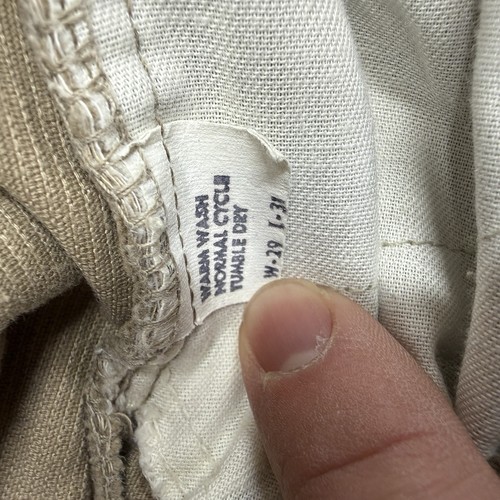 WARM WASH
NORMAL CYCLE
TUMBLE DRY
W-29 L-31